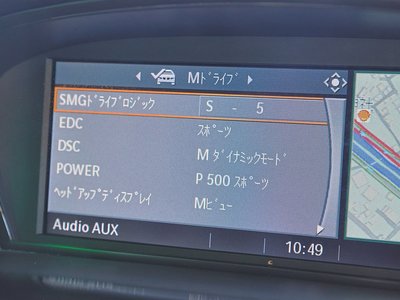 Mﾄﾞﾗｲﾌﾞ
SMGﾄﾞﾗｲﾌﾞﾛｼﾞｯｸ S - 5
EDC ｽﾎﾟｰﾂ
DSC M ﾀﾞｲﾅﾐｯｸﾓｰﾄﾞ
POWER P 500 ｽﾎﾟｰﾂ
ﾍｯﾄﾞｱｯﾌﾟﾃﾞｨｽﾌﾟﾚｲ Mﾋﾞｭｰ
Audio AUX
10:49